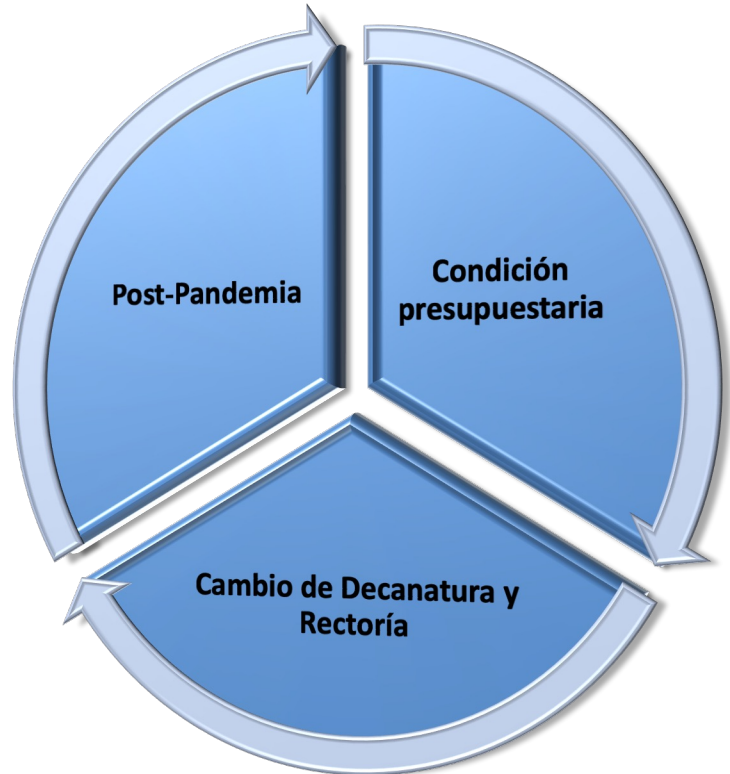 Post-Pandemia
Condición
presupuestaria
Cambio de Decanatura y
Rectoría